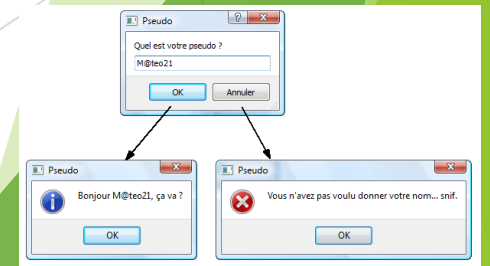 Pseudo
Quel est votre pseudo ?
M@teo21
OK
Annuler
Pseudo
Bonjour M@teo21, ça va ?
OK
Pseudo
Vous n'avez pas voulu donner votre nom... snif.
OK